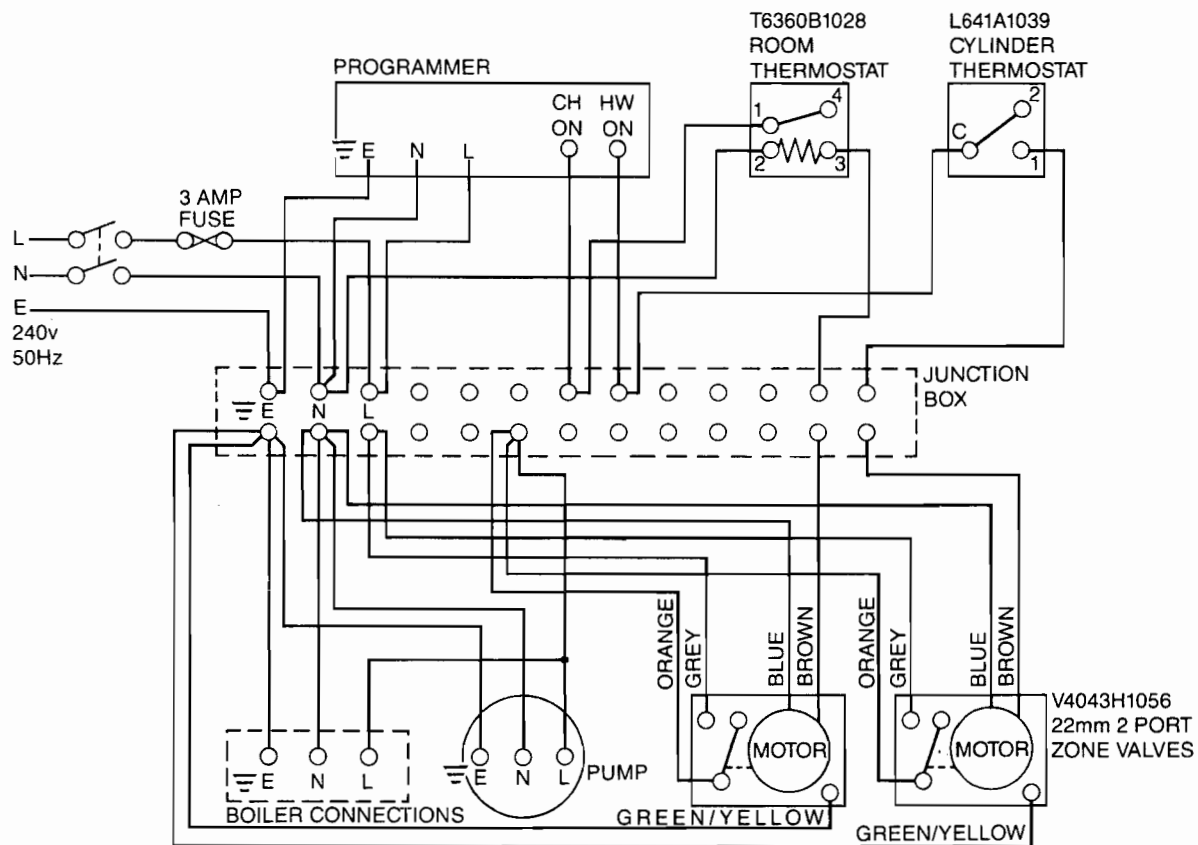 T6360B1028
ROOM
THERMOSTAT
L641A1039
CYLINDER
THERMOSTAT
PROGRAMMER
CH
ON
HW
ON
E
N
L
1
4
2
3
C
2
1
3 AMP
FUSE
L
N
E
240v
50Hz
JUNCTION
BOX
E
N
L
ORANGE
GREY
BLUE
BROWN
ORANGE
GREY
BLUE
BROWN
V4043H1056
22mm 2 PORT
ZONE VALVES
MOTOR
MOTOR
E
N
L
BOILER CONNECTIONS
E
N
L
PUMP
GREEN/YELLOW
GREEN/YELLOW